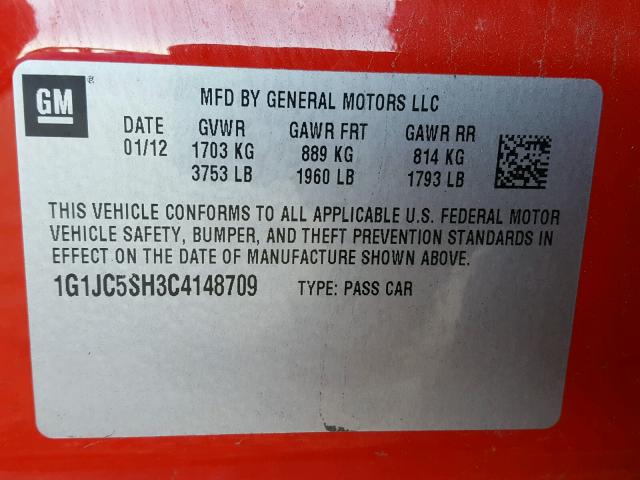 GM ®
MFD BY GENERAL MOTORS LLC
DATE GVWR GAWR FRT GAWR RR
01/12 1703 KG 889 KG 814 KG
3753 LB 1960 LB 1793 LB
THIS VEHICLE CONFORMS TO ALL APPLICABLE U.S. FEDERAL MOTOR
VEHICLE SAFETY, BUMPER, AND THEFT PREVENTION STANDARDS IN
EFFECT ON THE DATE OF MANUFACTURE SHOWN ABOVE.
1G1JC5SH3C4148709 TYPE: PASS CAR